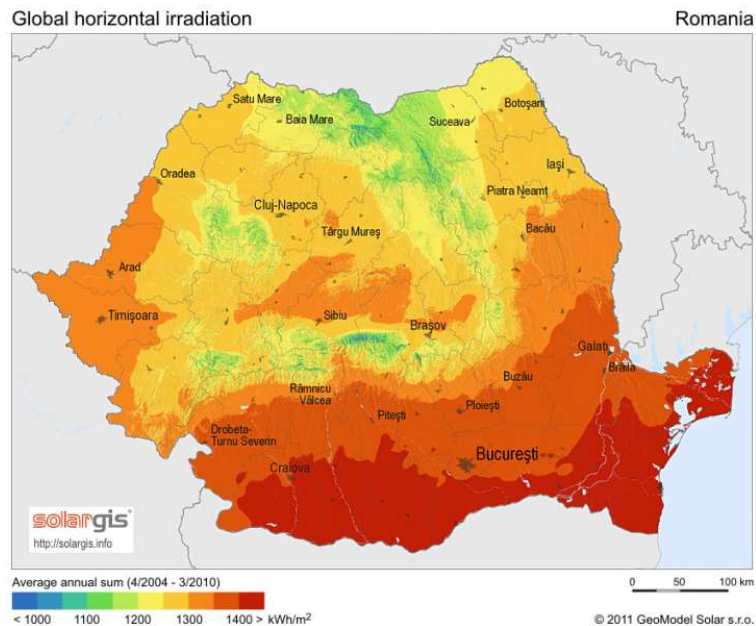 Global horizontal irradiation
Romania
Satu Mare
Baia Mare
Suceava
Botoşani
Oradea
Iaşi
Cluj-Napoca
Piatra Neamţ
Târgu Mureş
Bacău
Arad
Timişoara
Sibiu
Braşov
Galaţi
Brăila
Râmnicu
Vâlcea
Buzău
Piteşti
Ploieşti
Drobeta-
Turnu Severin
Bucureşti
Craiova
solargis
http://solargis.info
Average annual sum (4/2004 - 3/2010)
0 50 100 km
< 1000 1100 1200 1300 1400 > kWh/m²
© 2011 GeoModel Solar s.r.o.